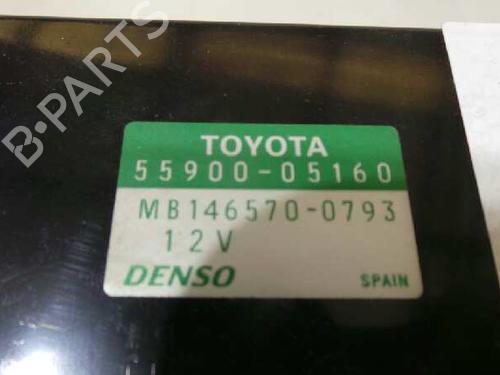 B-PARTS
TOYOTA
55900-05160
MB146570-0793
12V
DENSO
SPAIN